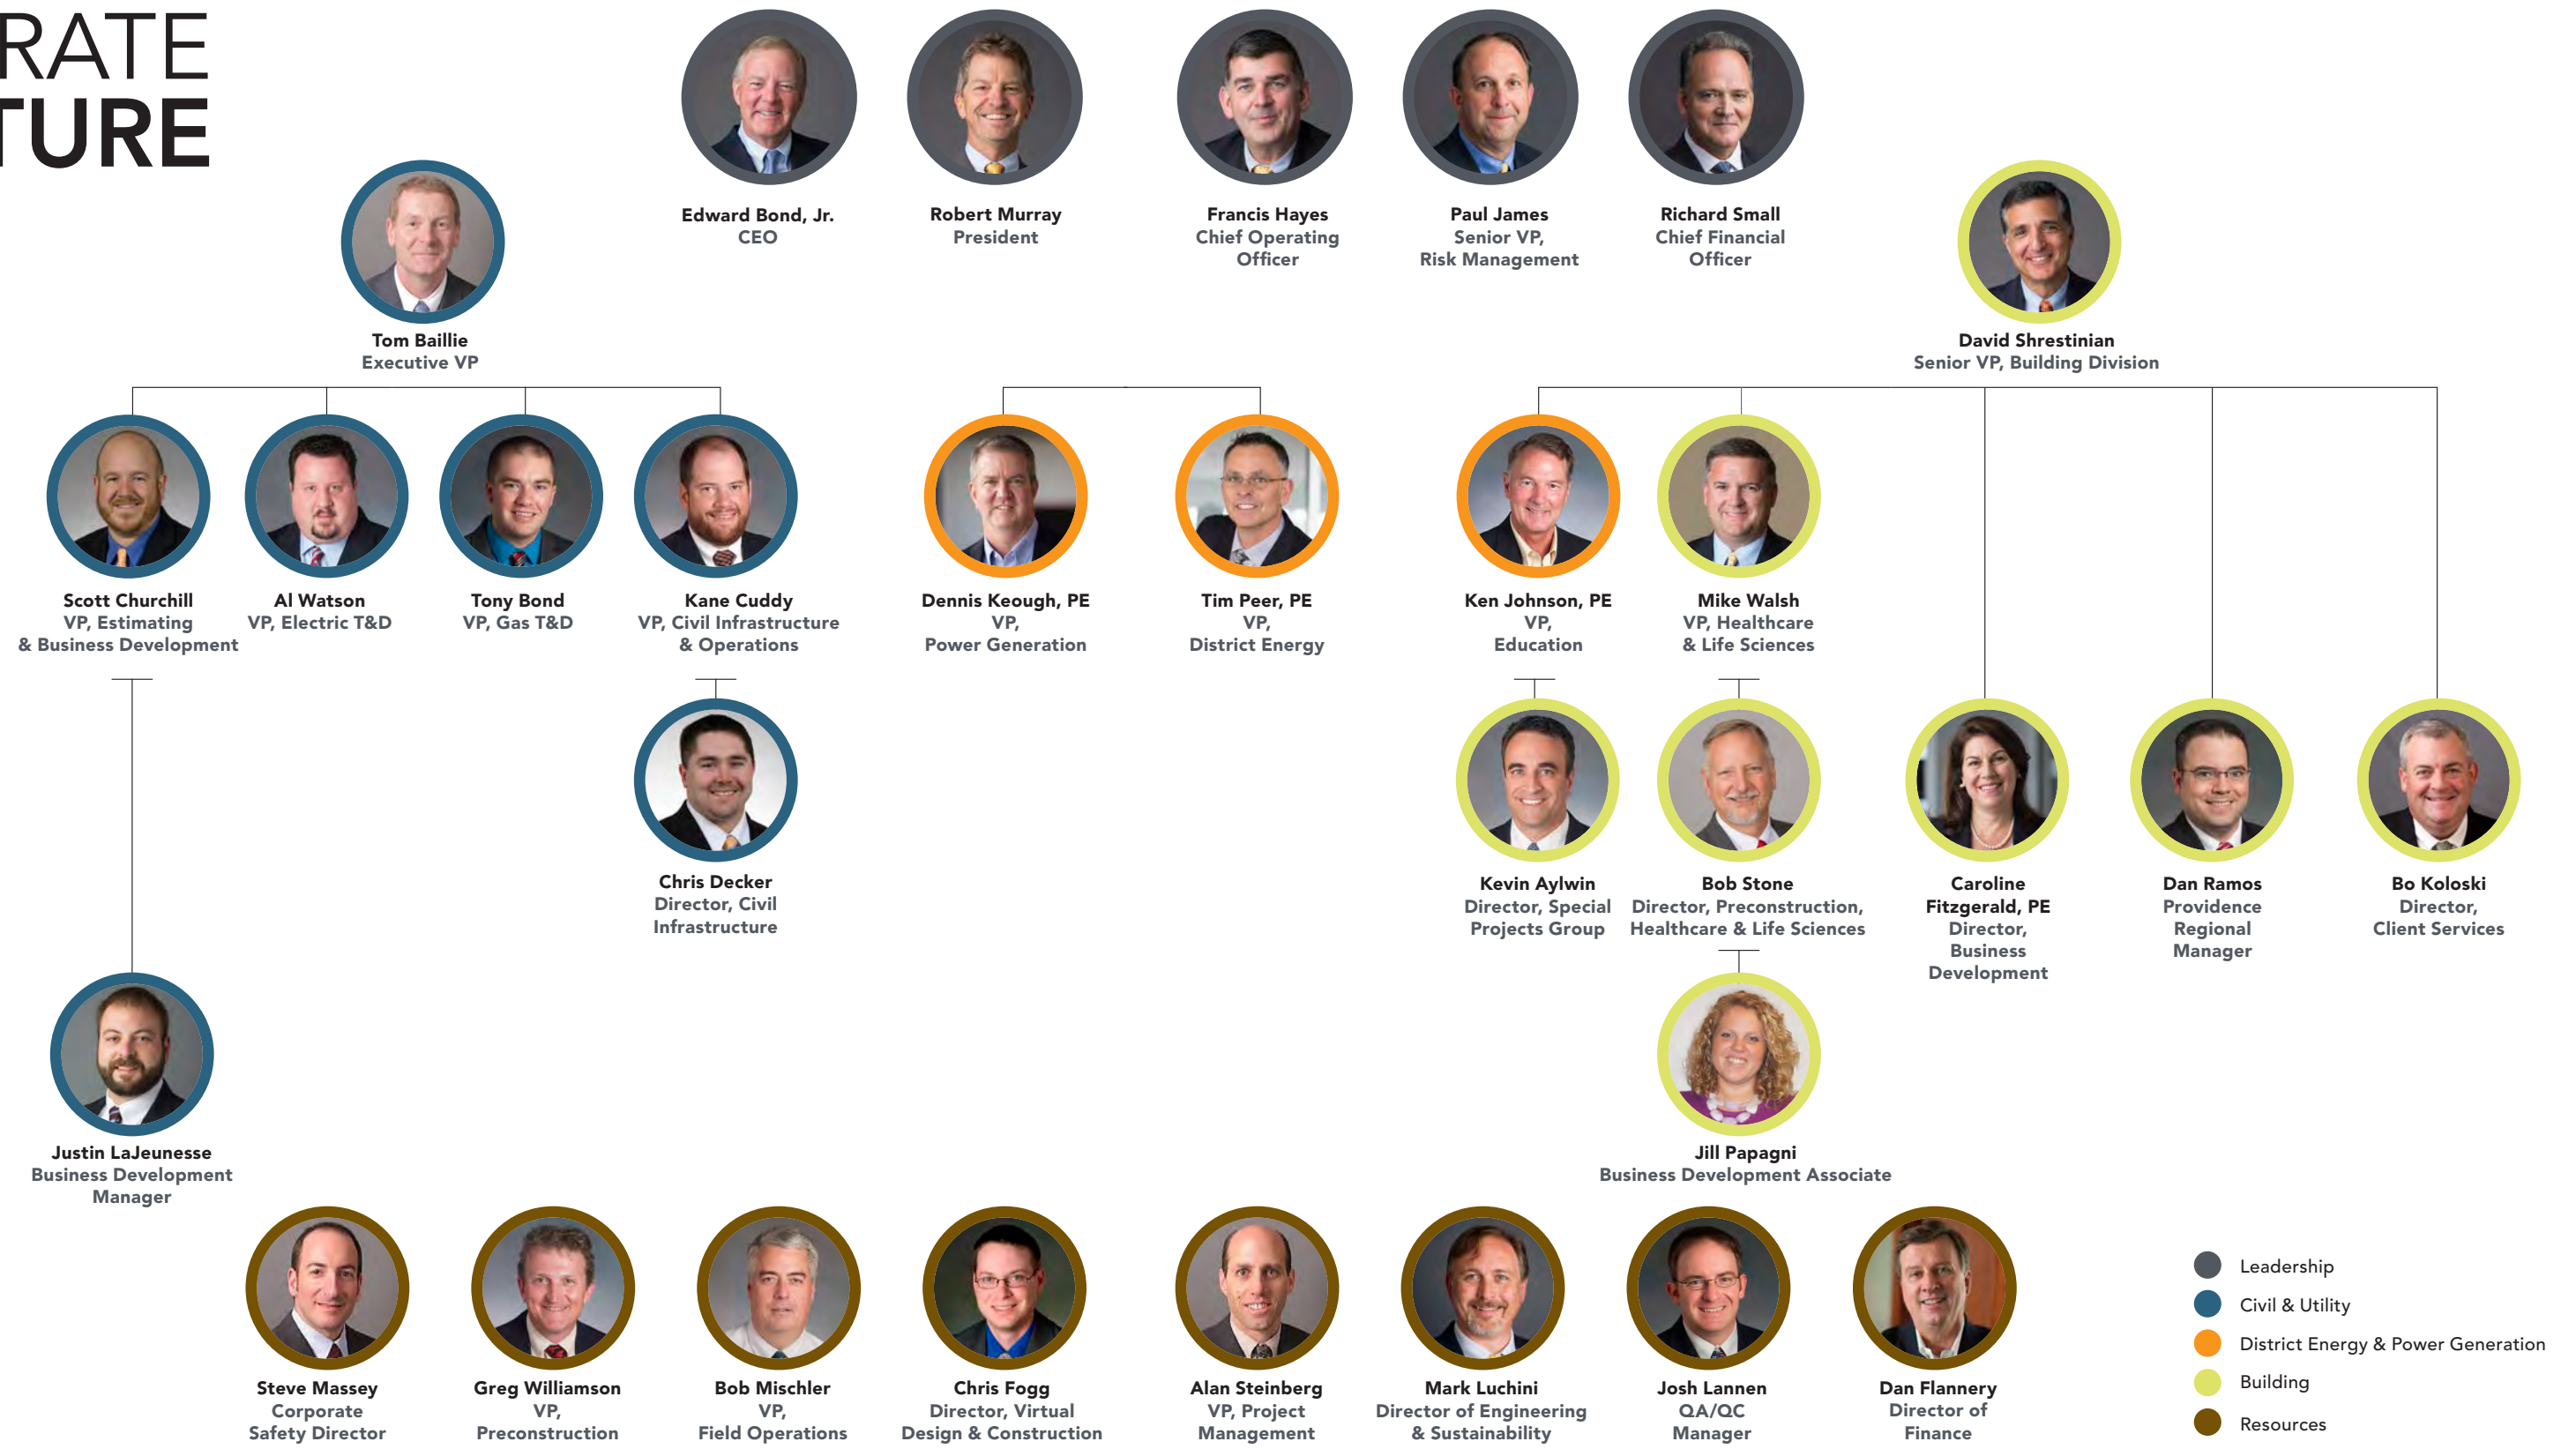 RATE
TURE
Edward Bond, Jr.
CEO
Robert Murray
President
Francis Hayes
Chief Operating
Officer
Paul James
Senior VP,
Risk Management
Richard Small
Chief Financial
Officer
Tom Baillie
Executive VP
David Shrestinian
Senior VP, Building Division
Scott Churchill
VP, Estimating
& Business Development
Al Watson
VP, Electric T&D
Tony Bond
VP, Gas T&D
Kane Cuddy
VP, Civil Infrastructure
& Operations
Dennis Keough, PE
VP,
Power Generation
Tim Peer, PE
VP,
District Energy
Ken Johnson, PE
VP,
Education
Mike Walsh
VP, Healthcare
& Life Sciences
Chris Decker
Director, Civil
Infrastructure
Kevin Aylwin
Director, Special
Projects Group
Bob Stone
Director, Preconstruction,
Healthcare & Life Sciences
Caroline
Fitzgerald, PE
Director,
Business
Development
Dan Ramos
Providence
Regional
Manager
Bo Koloski
Director,
Client Services
Justin LaJeunesse
Business Development
Manager
Jill Papagni
Business Development Associate
Steve Massey
Corporate
Safety Director
Greg Williamson
VP,
Preconstruction
Bob Mischler
VP,
Field Operations
Chris Fogg
Director, Virtual
Design & Construction
Alan Steinberg
VP, Project
Management
Mark Luchini
Director of Engineering
& Sustainability
Josh Lannen
QA/QC
Manager
Dan Flannery
Director of
Finance
Leadership
Civil & Utility
District Energy & Power Generation
Building
Resources